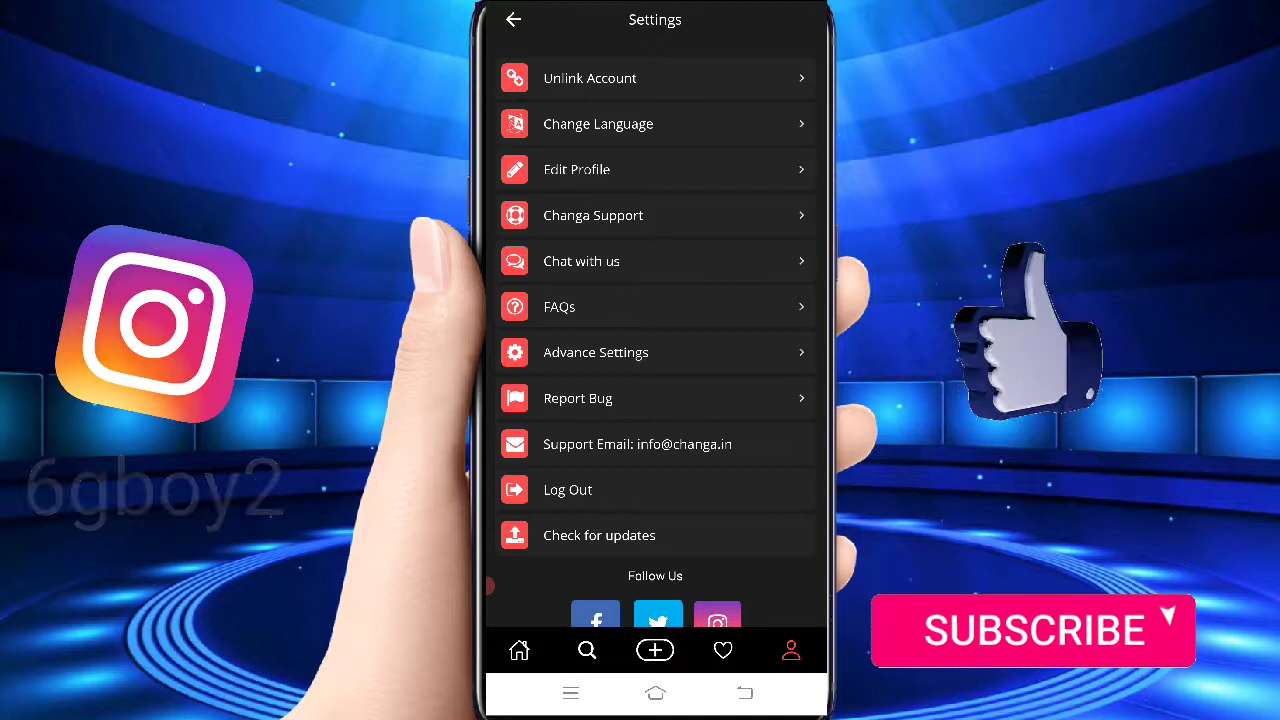 Settings
Unlink Account
Change Language
Edit Profile
Changa Support
Chat with us
FAQs
Advance Settings
Report Bug
Support Email: info@changa.in
Log Out
Check for updates
Follow Us
6gboy2
SUBSCRIBE